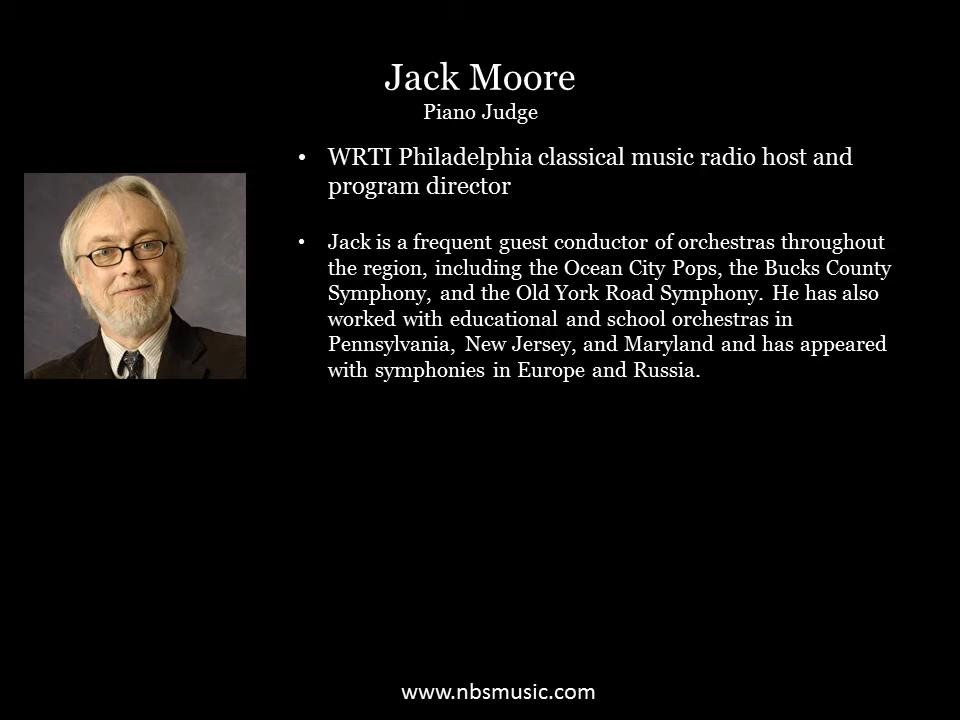 Jack Moore
Piano Judge
• WRTI Philadelphia classical music radio host and
program director
• Jack is a frequent guest conductor of orchestras throughout
the region, including the Ocean City Pops, the Bucks County
Symphony, and the Old York Road Symphony. He has also
worked with educational and school orchestras in
Pennsylvania, New Jersey, and Maryland and has appeared
with symphonies in Europe and Russia.
www.nbsmusic.com